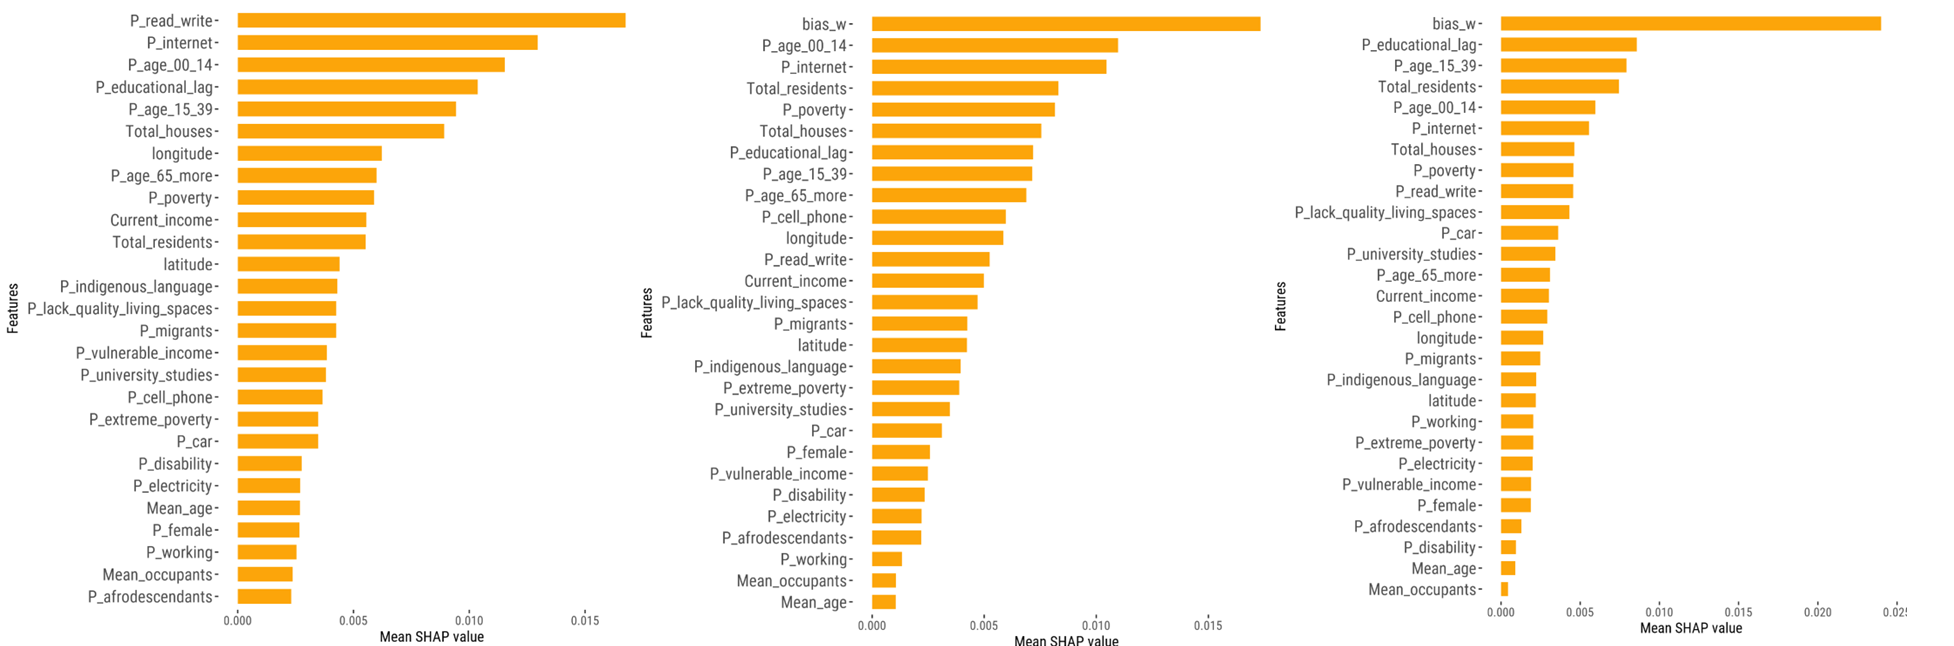 P_read_write
P_internet
P_age_00_14
P_educational_lag
P_age_15_39
Total_houses
longitude
P_age_65_more
P_poverty
Current_income
Total_residents
latitude
P_indigenous_language
P_lack_quality_living_spaces
P_migrants
P_vulnerable_income
P_university_studies
P_cell_phone
P_extreme_poverty
P_car
P_disability
P_electricity
Mean_age
P_female
P_working
Mean_occupants
P_afrodescendants
Features
0.000 0.005 0.010 0.015
Mean SHAP value
bias_w
P_age_00_14
P_internet
Total_residents
P_poverty
Total_houses
P_educational_lag
P_age_15_39
P_age_65_more
P_cell_phone
longitude
P_read_write
Current_income
P_lack_quality_living_spaces
P_migrants
latitude
P_indigenous_language
P_extreme_poverty
P_university_studies
P_car
P_female
P_vulnerable_income
P_disability
P_electricity
P_afrodescendants
P_working
Mean_occupants
Mean_age
Features
0.000 0.005 0.010 0.015
Mean SHAP value
bias_w
P_educational_lag
P_age_15_39
Total_residents
P_age_00_14
P_internet
Total_houses
P_poverty
P_read_write
P_lack_quality_living_spaces
P_car
P_university_studies
P_age_65_more
Current_income
P_cell_phone
longitude
P_migrants
P_indigenous_language
latitude
P_working
P_extreme_poverty
P_electricity
P_vulnerable_income
P_female
P_afrodescendants
P_disability
Mean_age
Mean_occupants
Features
0.000 0.005 0.010 0.015 0.020 0.025
Mean SHAP value